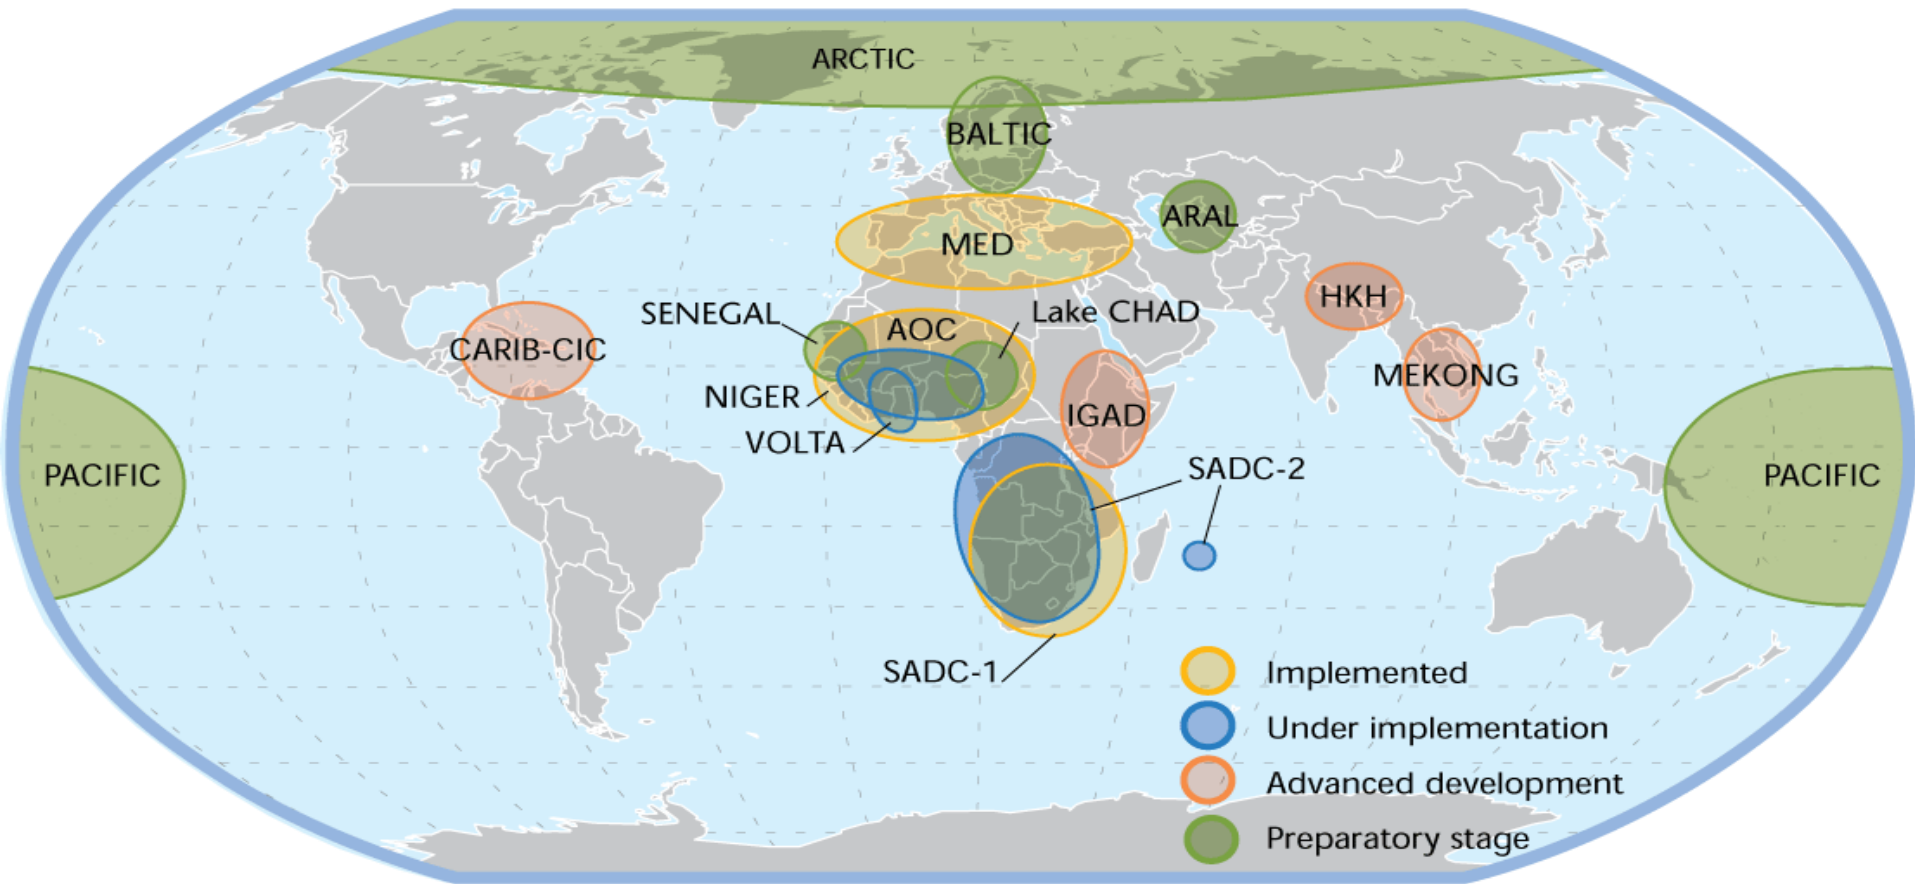 ARCTIC
BALTIC
ARAL
MED
HKH
SENEGAL
AOC
Lake CHAD
CARIB-CIC
MEKONG
NIGER
IGAD
VOLTA
SADC-2
PACIFIC
PACIFIC
SADC-1
Implemented
Under implementation
Advanced development
Preparatory stage